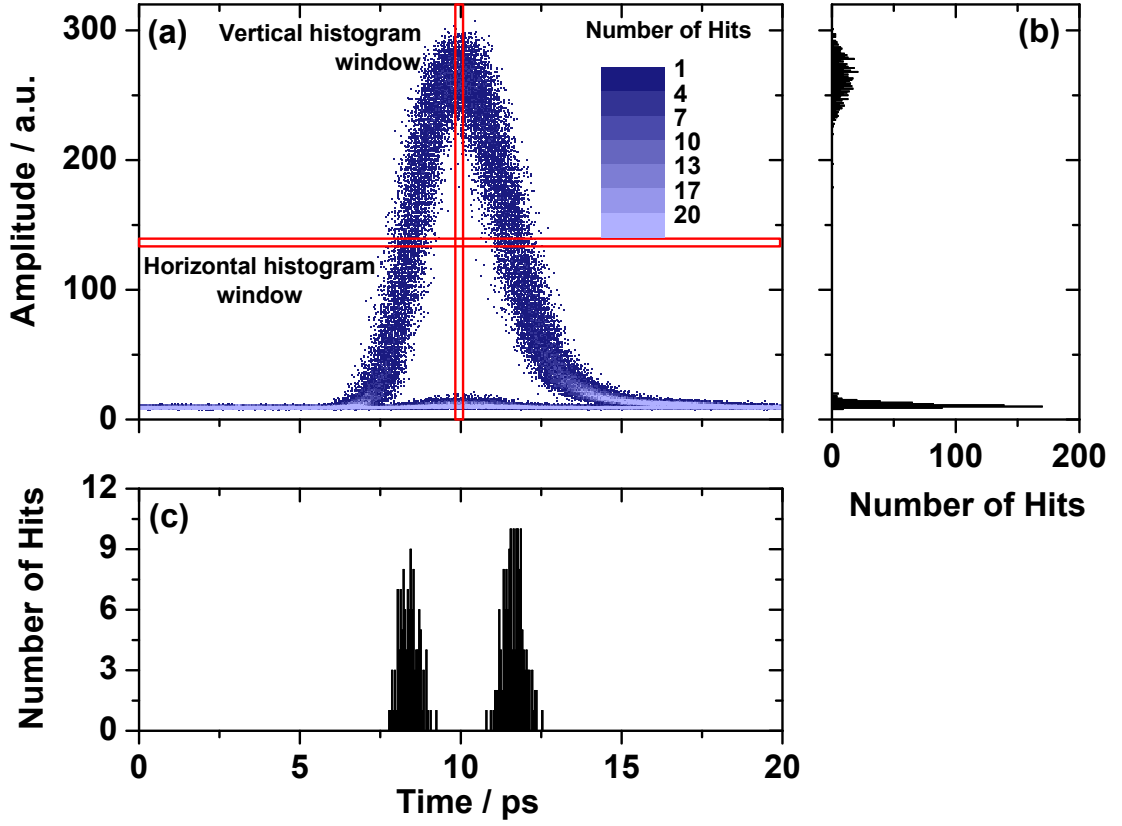 (a)
Vertical histogram
window
Number of Hits
1
4
7
10
13
17
20
Horizontal histogram
window
Amplitude / a.u.
300
200
100
0
(b)
0
100
200
Number of Hits
(c)
Number of Hits
12
9
6
3
0
0
5
10
15
20
Time / ps